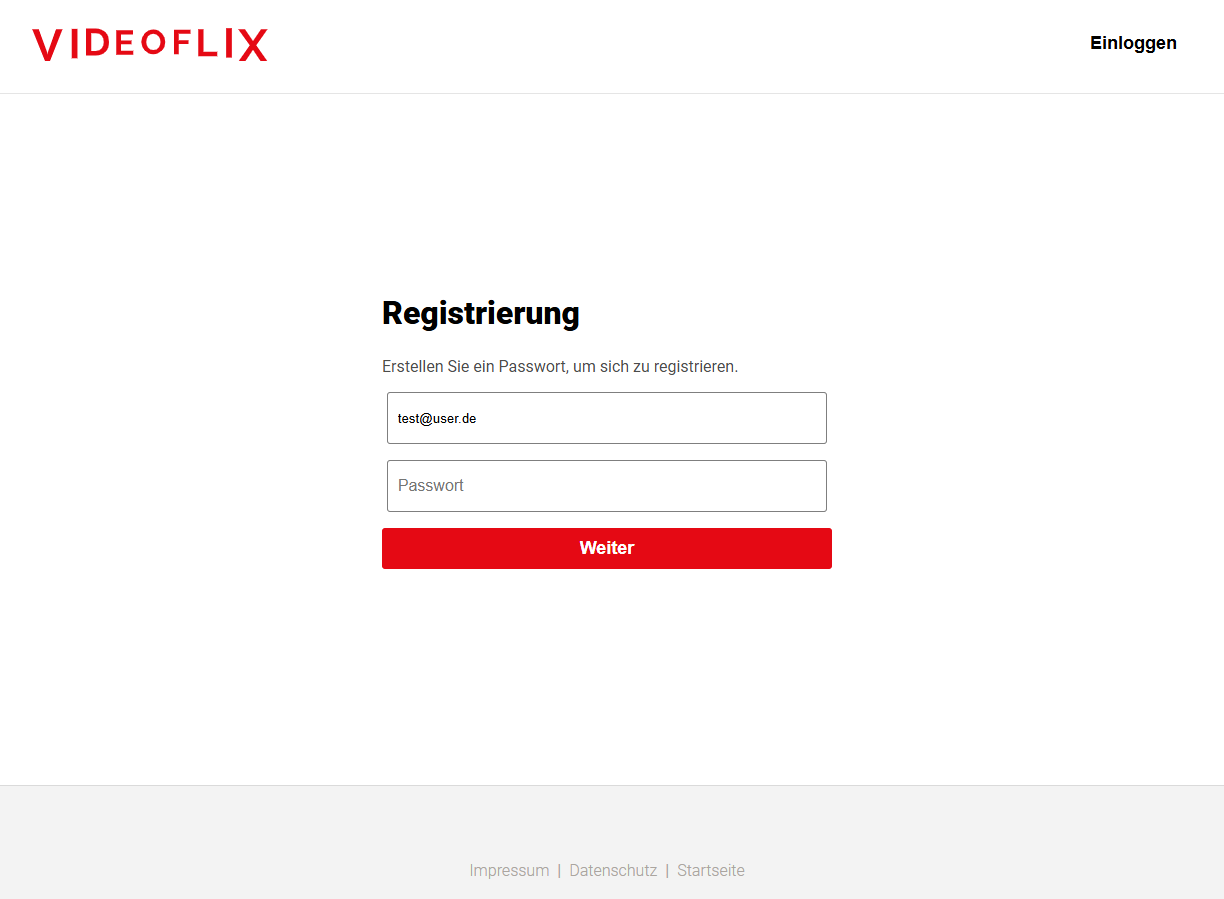 VIDEOFLIX
Einloggen
Registrierung
Erstellen Sie ein Passwort, um sich zu registrieren.
test@user.de
Passwort
Weiter
Impressum | Datenschutz | Startseite